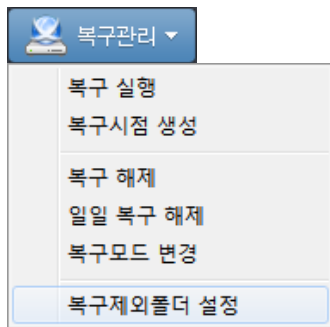 복구관리
복구 실행
복구시점 생성
복구 해제
일일 복구 해제
복구모드 변경
복구제외폴더 설정